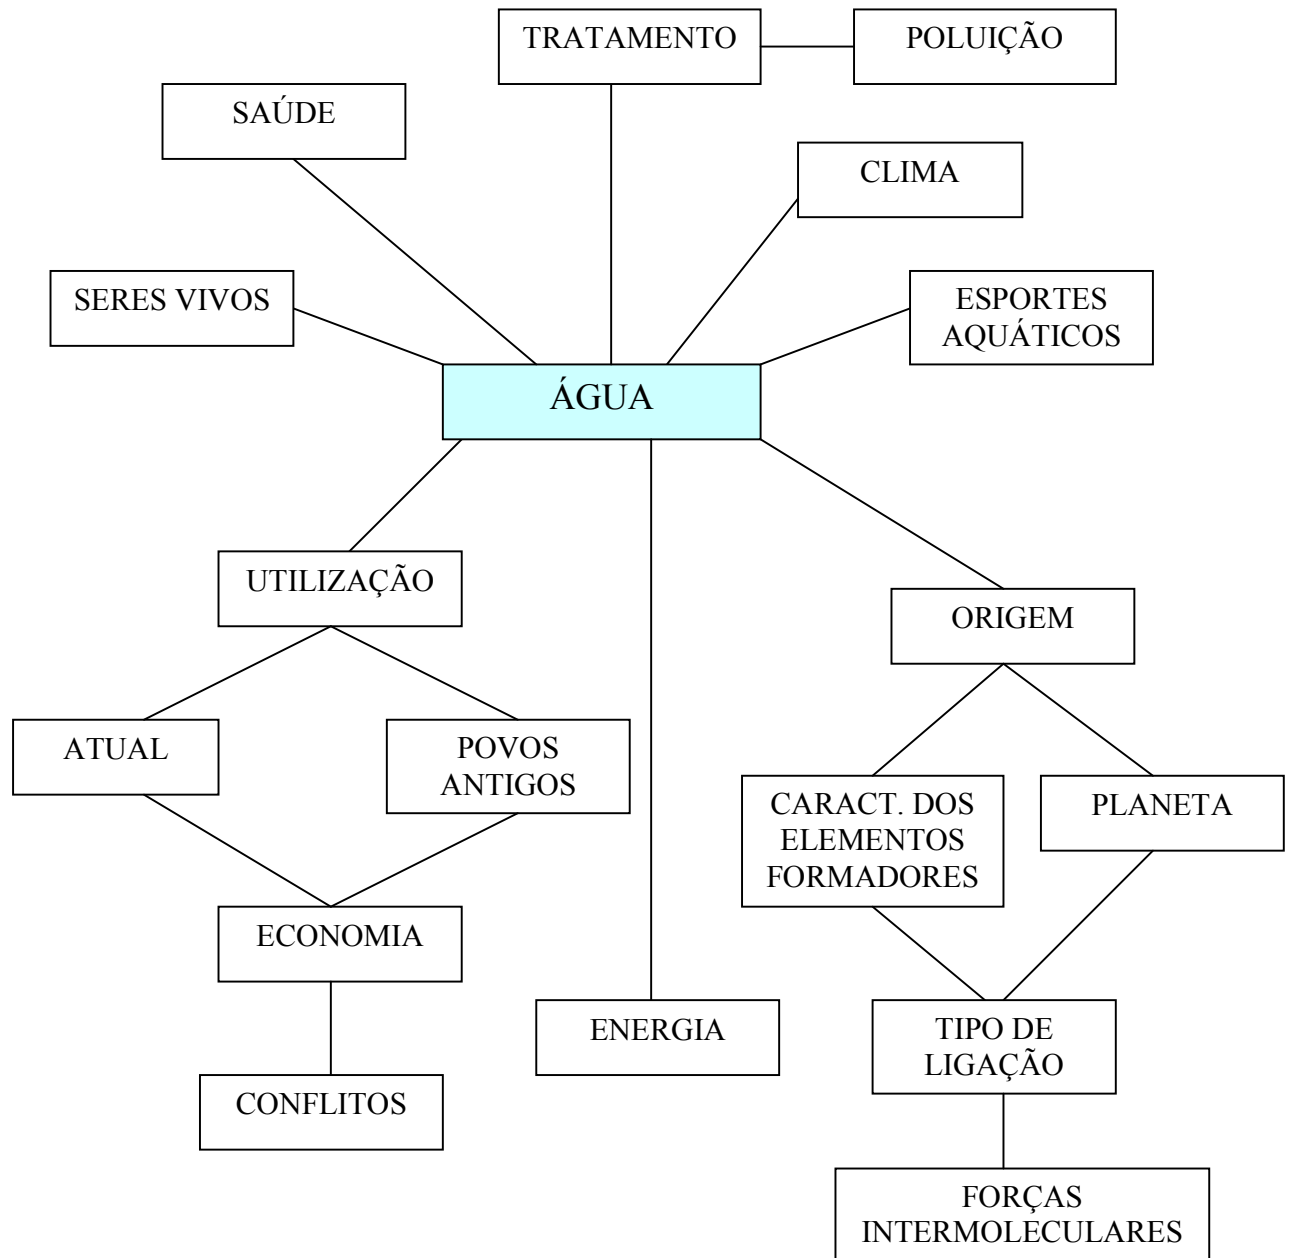 TRATAMENTO
POLUIÇÃO
SAÚDE
CLIMA
SERES VIVOS
ESPORTES
AQUÁTICOS
ÁGUA
UTILIZAÇÃO
ORIGEM
ATUAL
POVOS
ANTIGOS
CARACT. DOS
ELEMENTOS
FORMADORES
PLANETA
ECONOMIA
ENERGIA
TIPO DE
LIGAÇÃO
CONFLITOS
FORÇAS
INTERMOLECULARES